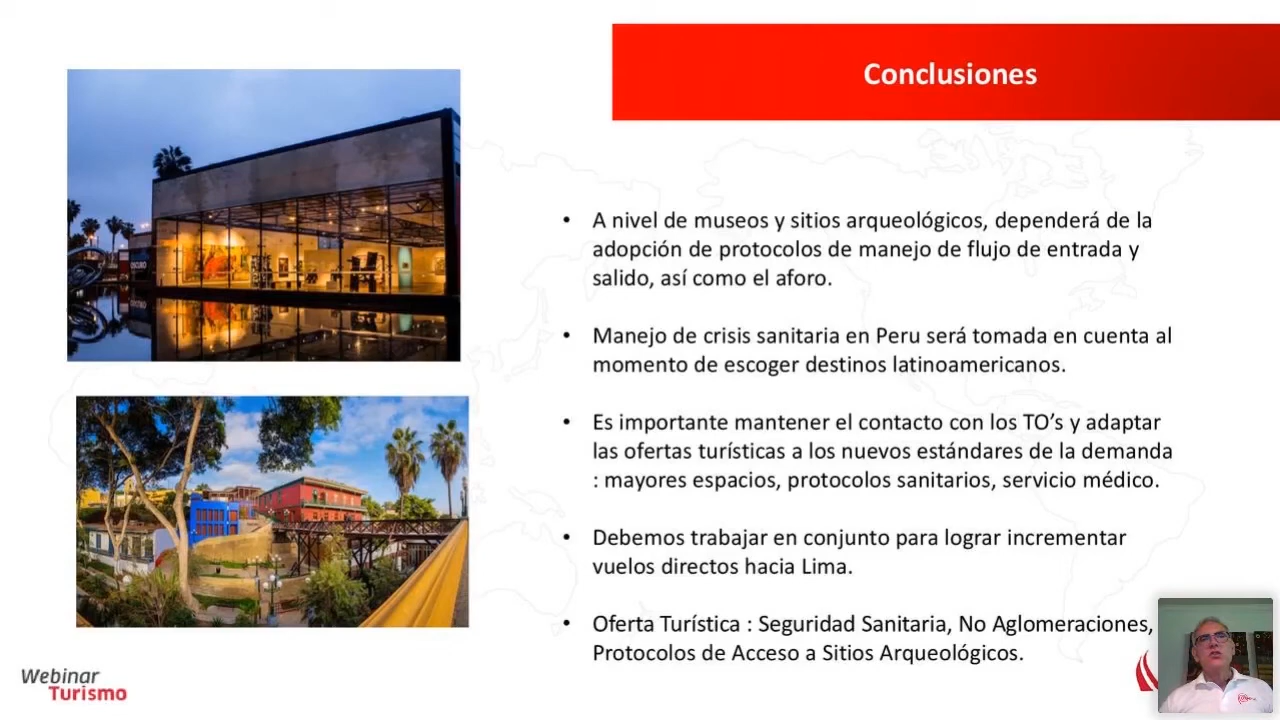 Conclusiones
• A nivel de museos y sitios arqueológicos, dependerá de la
adopción de protocolos de manejo de flujo de entrada y
salido, así como el aforo.
• Manejo de crisis sanitaria en Peru será tomada en cuenta al
momento de escoger destinos latinoamericanos.
• Es importante mantener el contacto con los TO’s y adaptar
las ofertas turísticas a los nuevos estándares de la demanda
: mayores espacios, protocolos sanitarios, servicio médico.
• Debemos trabajar en conjunto para lograr incrementar
vuelos directos hacia Lima.
• Oferta Turística : Seguridad Sanitaria, No Aglomeraciones,
Protocolos de Acceso a Sitios Arqueológicos.
Webinar
Turismo